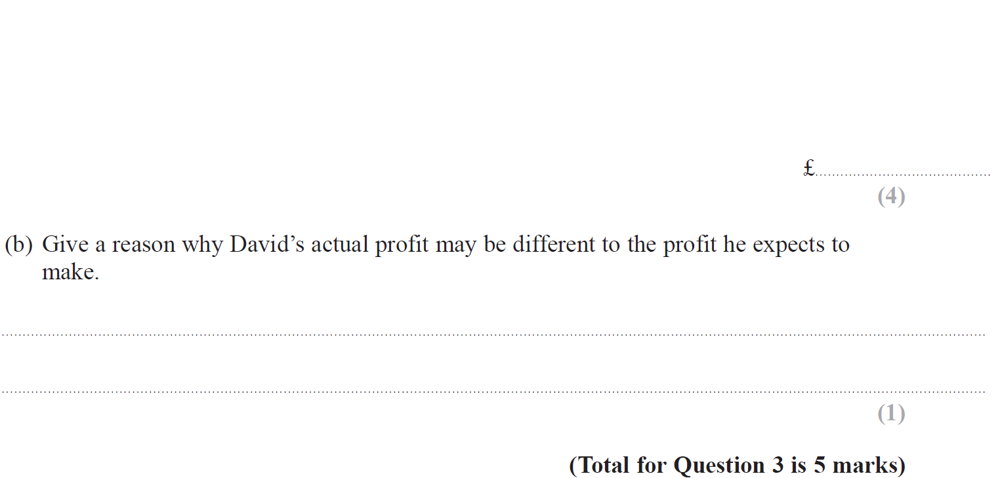 £
(4)
(b) Give a reason why David’s actual profit may be different to the profit he expects to
make.
(1)
(Total for Question 3 is 5 marks)